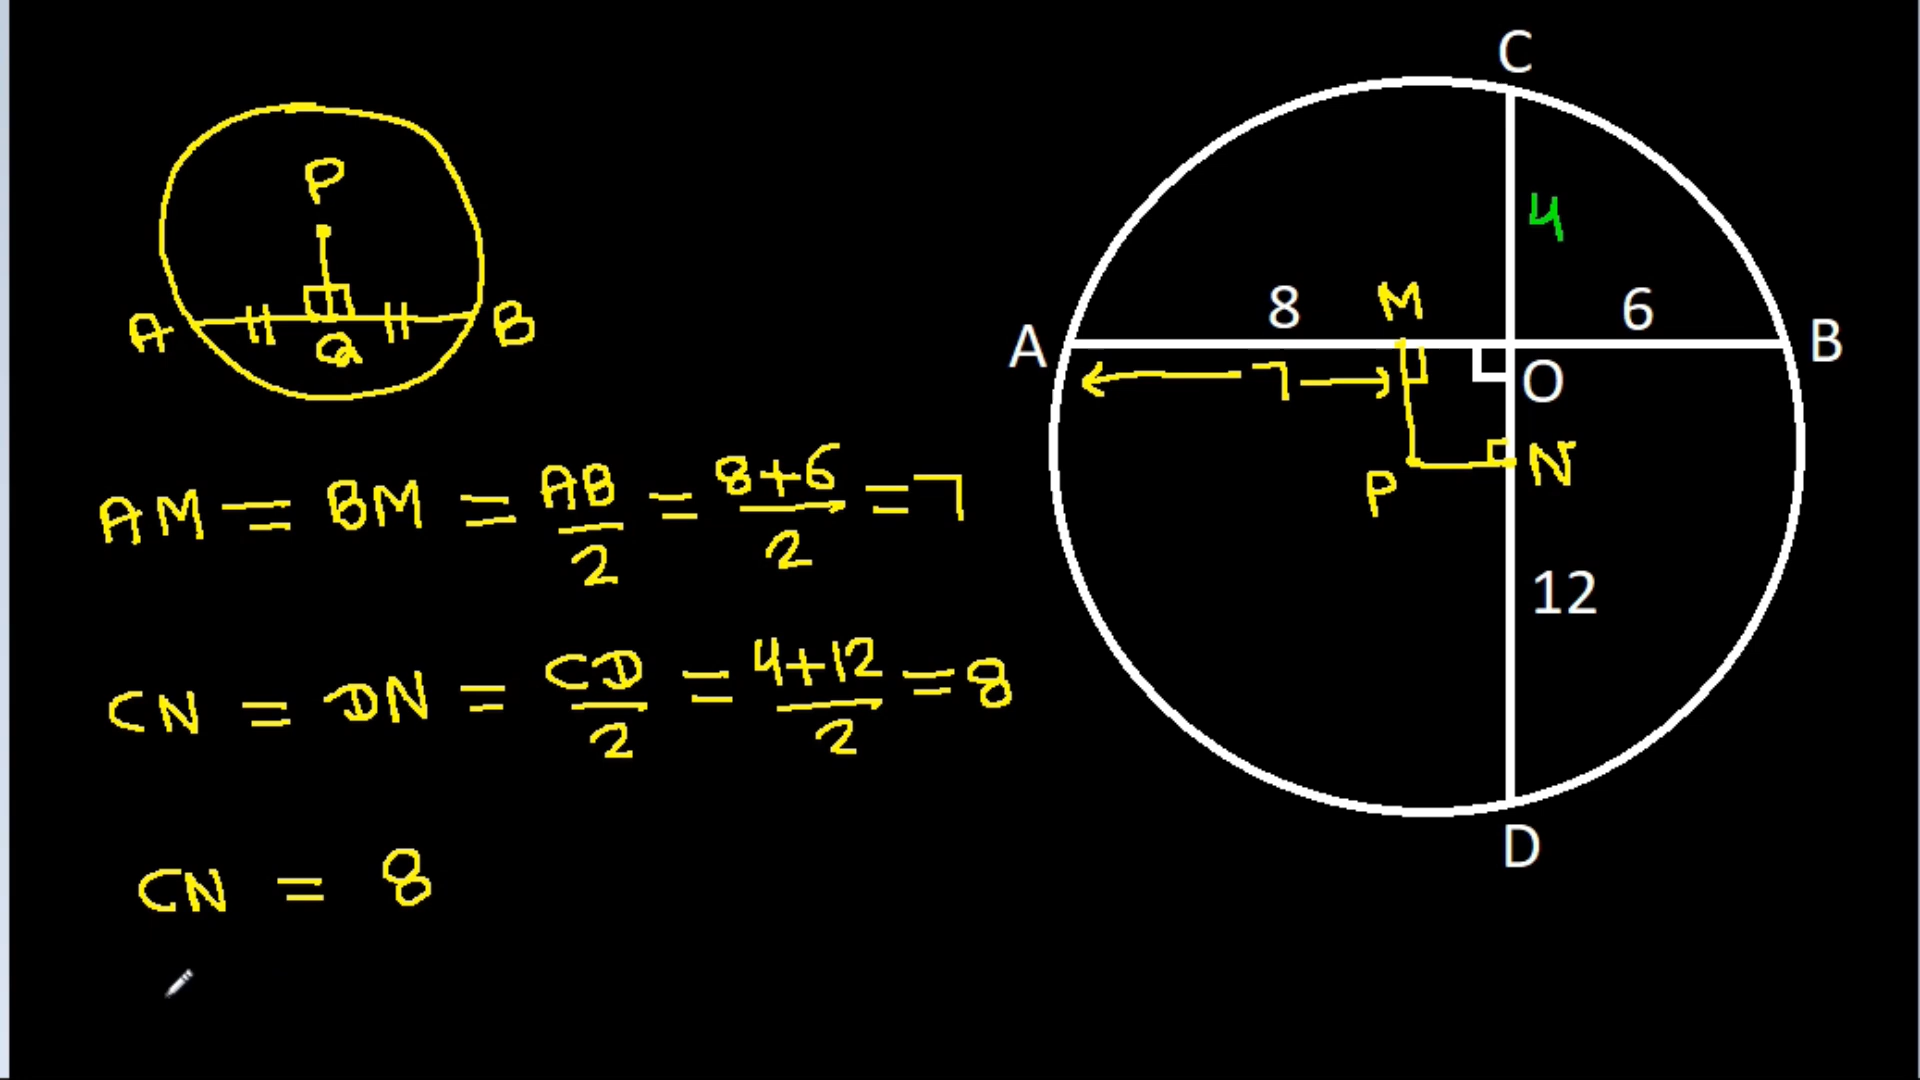 C
P
4
8 M 6
A Q B
A B
7 O
P N
AM = BM = AB/2 = 8+6/2 = 7
12
CN = DN = CD/2 = 4+12/2 = 8
D
CN = 8